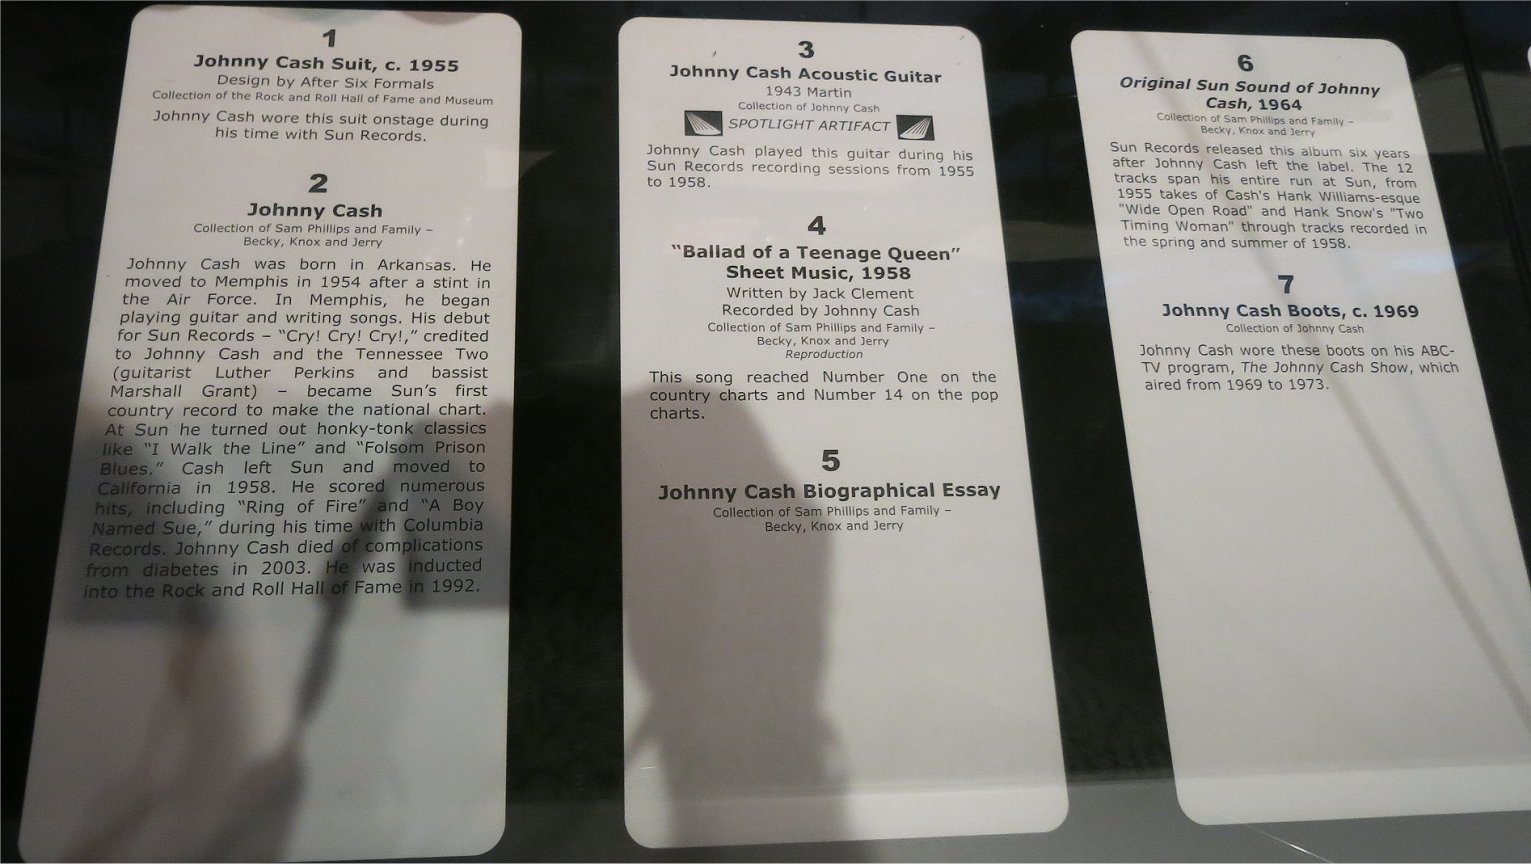 1
Johnny Cash Suit, c. 1955
Design by After Six Formals
Collection of the Rock and Roll Hall of Fame and Museum
Johnny Cash wore this suit onstage during
his time with Sun Records.
2
Johnny Cash
Collection of Sam Phillips and Family –
Becky, Knox and Jerry
Johnny Cash was born in Arkansas. He
moved to Memphis in 1954 after a stint in
the Air Force. In Memphis, he began
playing guitar and writing songs. His debut
for Sun Records – “Cry! Cry! Cry!,” credited
to Johnny Cash and the Tennessee Two
(guitarist Luther Perkins and bassist
Marshall Grant) – became Sun’s first
country record to make the national chart.
At Sun he turned out honky-tonk classics
like “I Walk the Line” and “Folsom Prison
Blues.” Cash left Sun and moved to
California in 1958. He scored numerous
hits, including “Ring of Fire” and “A Boy
Named Sue,” during his time with Columbia
Records. Johnny Cash died of complications
from diabetes in 2003. He was inducted
into the Rock and Roll Hall of Fame in 1992.
3
Johnny Cash Acoustic Guitar
1943 Martin
Collection of Johnny Cash
SPOTLIGHT ARTIFACT
Johnny Cash played this guitar during his
Sun Records recording sessions from 1955
to 1958.
4
“Ballad of a Teenage Queen”
Sheet Music, 1958
Written by Jack Clement
Recorded by Johnny Cash
Collection of Sam Phillips and Family –
Becky, Knox and Jerry
Reproduction
This song reached Number One on the
country charts and Number 14 on the pop
charts.
5
Johnny Cash Biographical Essay
Collection of Sam Phillips and Family –
Becky, Knox and Jerry
6
Original Sun Sound of Johnny
Cash, 1964
Collection of Sam Phillips and Family –
Becky, Knox and Jerry
Sun Records released this album six years
after Johnny Cash left the label. The 12
tracks span his entire run at Sun, from
1955 takes of Cash's Hank Williams-esque
"Wide Open Road" and Hank Snow's "Two
Timing Woman" through tracks recorded in
the spring and summer of 1958.
7
Johnny Cash Boots, c. 1969
Collection of Johnny Cash
Johnny Cash wore these boots on his ABC-
TV program, The Johnny Cash Show, which
aired from 1969 to 1973.